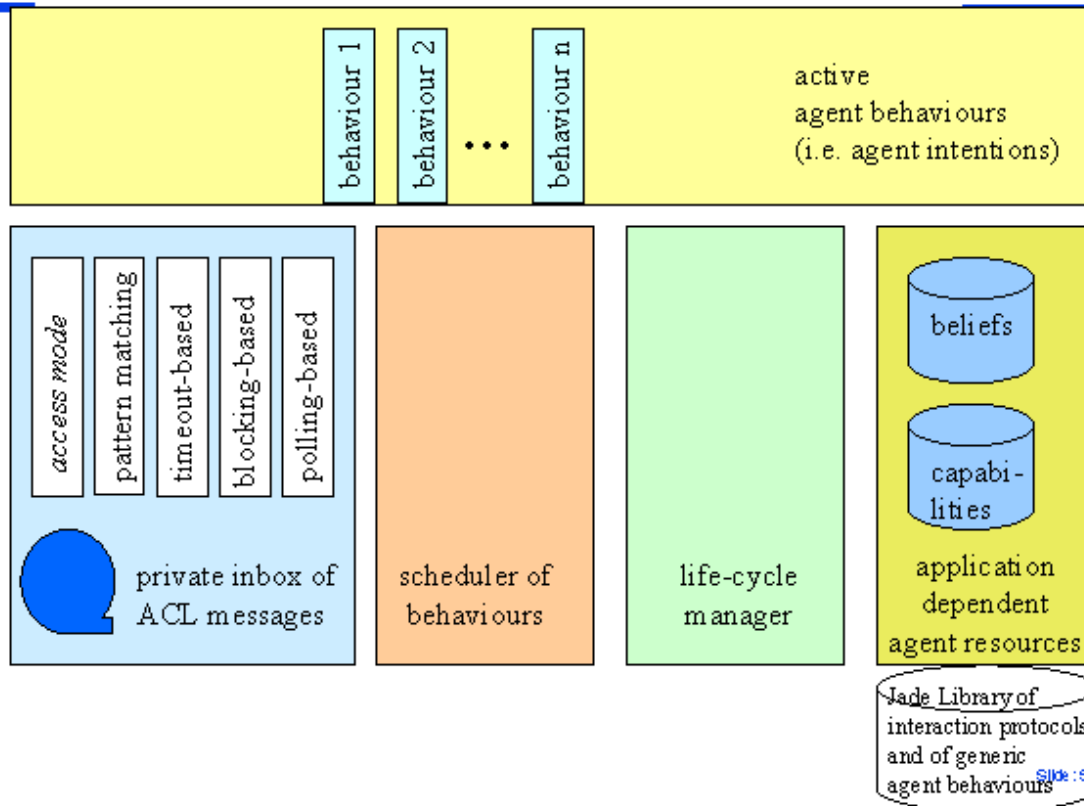 behaviour 1
behaviour 2
...
behaviour n
active
agent behaviours
(i.e. agent intentions)
access mode
pattern matching
timeout-based
blocking-based
polling-based
private inbox of
ACL messages
scheduler of
behaviours
life-cycle
manager
beliefs
capabi-
lities
application
dependent
agent resources
Jade Library of
interaction protocols
and of generic
agent behaviours
Slide : 9